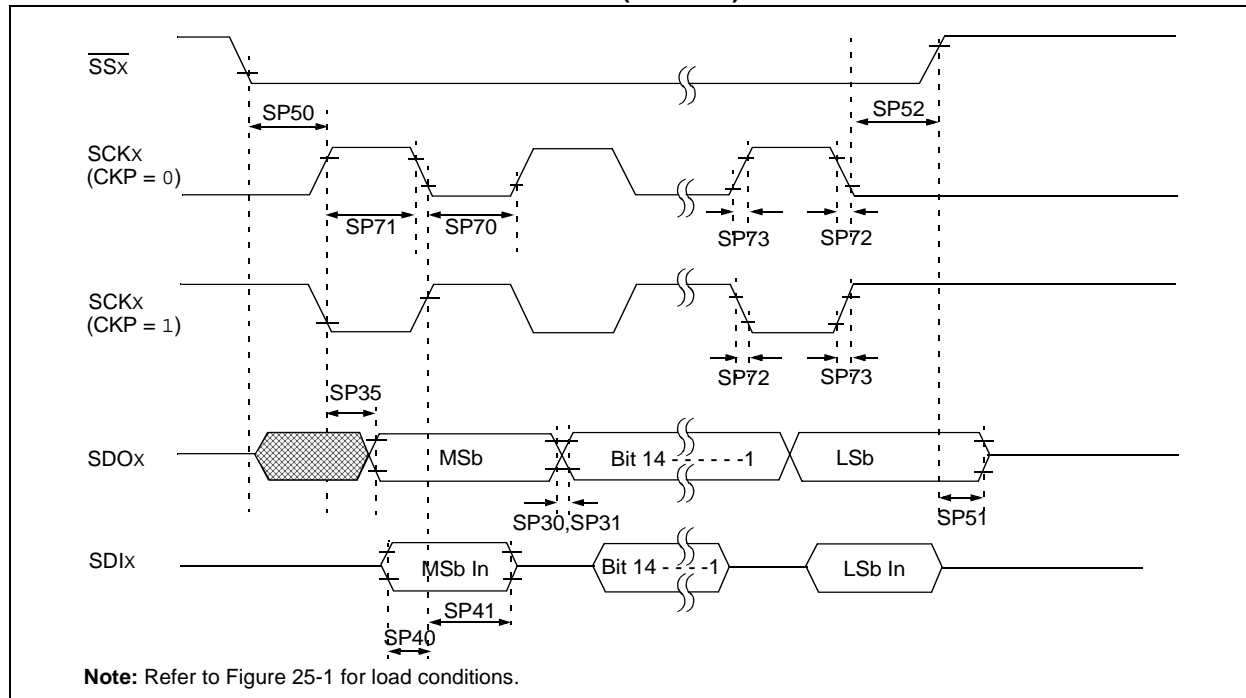 SSx
SP50
SP52
SCKx
(CKP = 0)
SP71
SP70
SP73
SP72
SCKx
(CKP = 1)
SP72
SP73
SP35
SDOx
MSb
Bit 14 - - - - - -1
LSb
SP30,SP31
SP51
SDIx
MSb In
Bit 14 - - - -1
LSb In
SP41
SP40
Note: Refer to Figure 25-1 for load conditions.